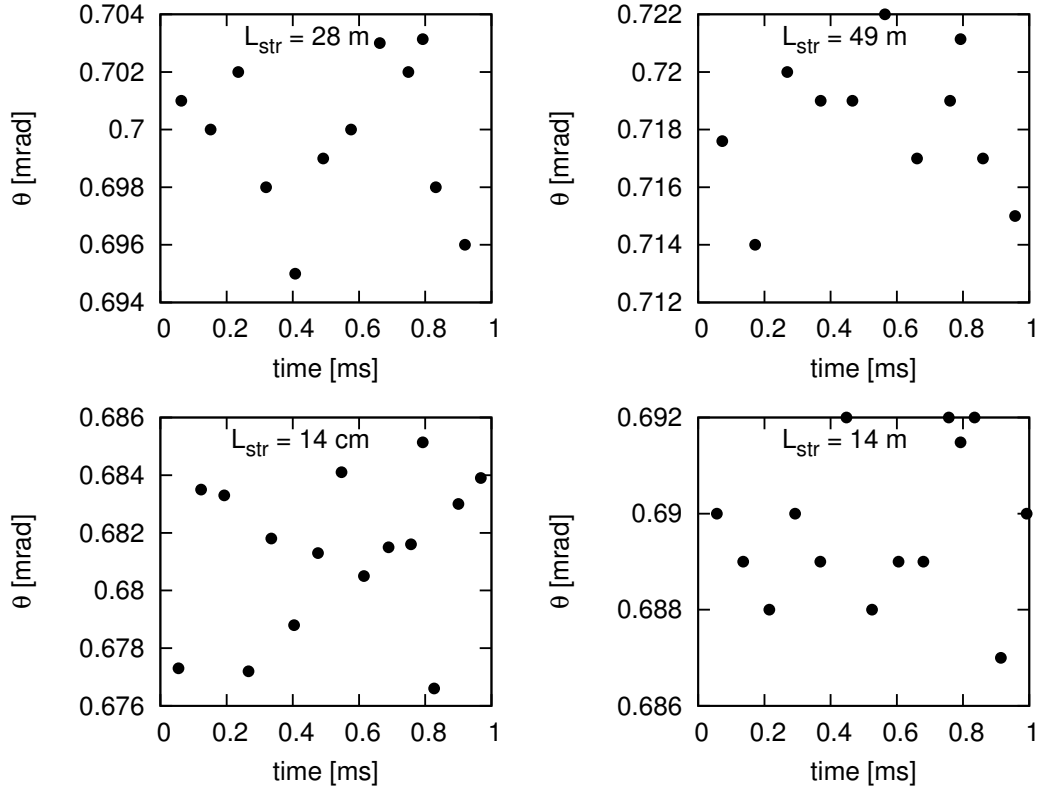 L_str = 28 m
θ [mrad]
0.704
0.702
0.7
0.698
0.696
0.694
0 0.2 0.4 0.6 0.8 1
time [ms]
L_str = 49 m
θ [mrad]
0.722
0.72
0.718
0.716
0.714
0.712
0 0.2 0.4 0.6 0.8 1
time [ms]
L_str = 14 cm
θ [mrad]
0.686
0.684
0.682
0.68
0.678
0.676
0 0.2 0.4 0.6 0.8 1
time [ms]
L_str = 14 m
θ [mrad]
0.692
0.69
0.688
0.686
0 0.2 0.4 0.6 0.8 1
time [ms]